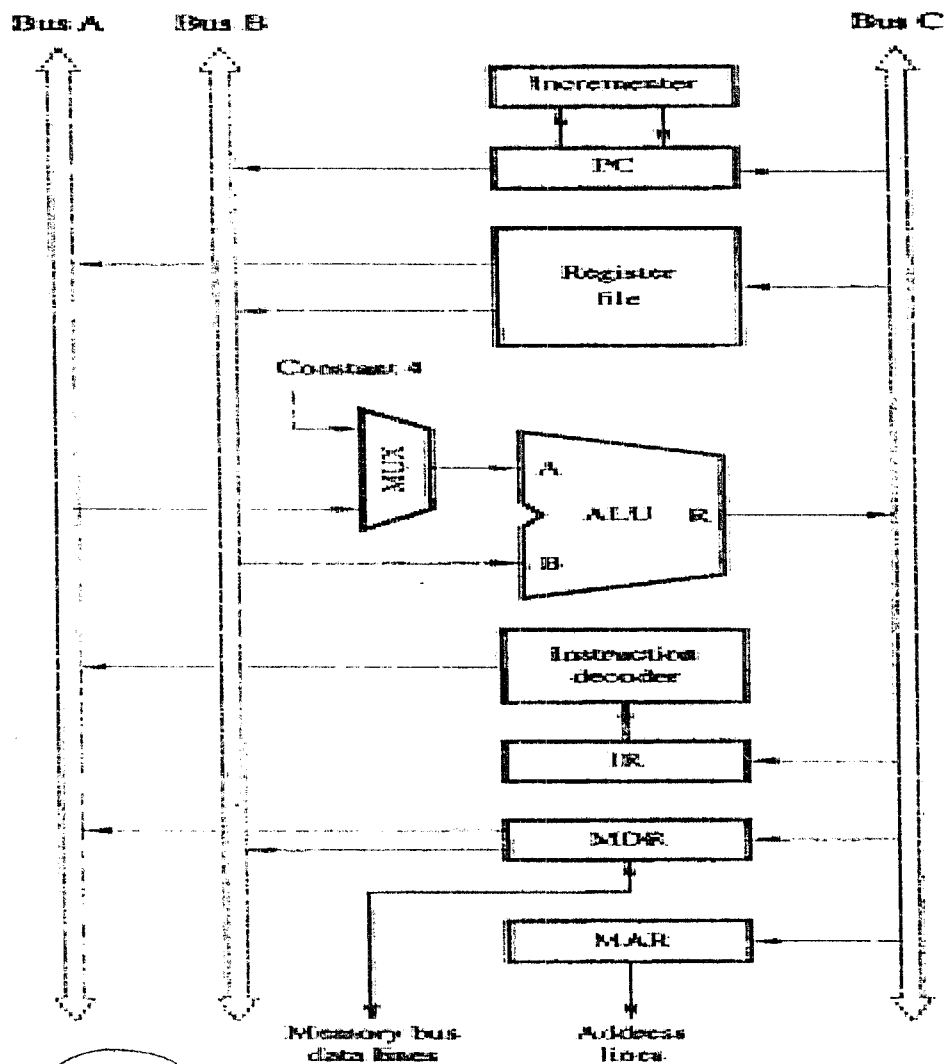 Bus A
Bus B
Bus C
Incrementer
PC
Register
file
Constant 4
MUX
A
ALU
R
B
Instruction
decoder
IR
MDR
MAR
Memory bus
data lines
Address
lines